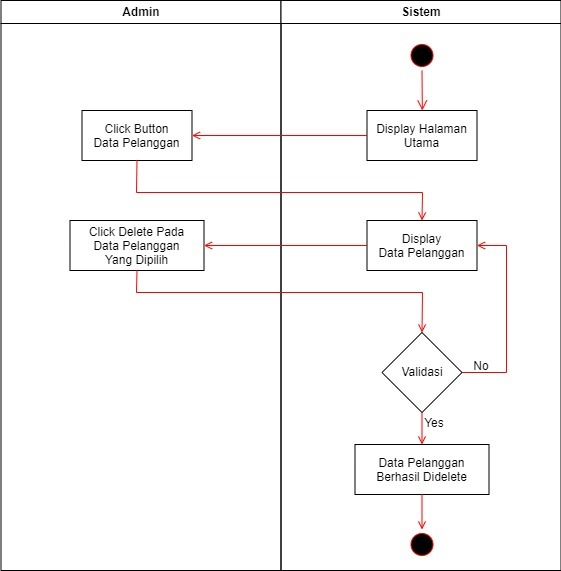 Admin
Sistem
Display Halaman
Utama
Click Button
Data Pelanggan
Display
Data Pelanggan
Click Delete Pada
Data Pelanggan
Yang Dipilih
Validasi
No
Yes
Data Pelanggan
Berhasil Didelete